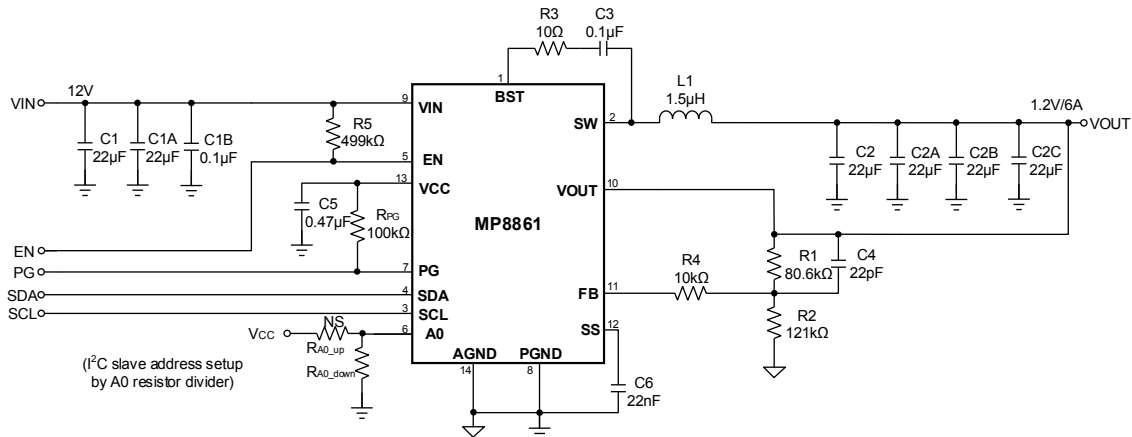 R3
10Ω
C3
0.1µF
1
BST
VIN
12V
9
VIN
SW
2
L1
1.5µH
1.2V/6A
VOUT
C1
22µF
C1A
22µF
C1B
0.1µF
R5
499kΩ
5
EN
13
VCC
C5
0.47µF
RPG
100kΩ
MP8861
VOUT
10
C2
22µF
C2A
22µF
C2B
22µF
C2C
22µF
EN
PG
7
PG
SDA
4
SDA
SCL
3
SCL
R4
10kΩ
FB
11
R1
80.6kΩ
C4
22pF
R2
121kΩ
SS
12
NS
VCC
6
A0
RA0_up
RA0_down
(I²C slave address setup
by A0 resistor divider)
AGND
14
PGND
8
C6
22nF